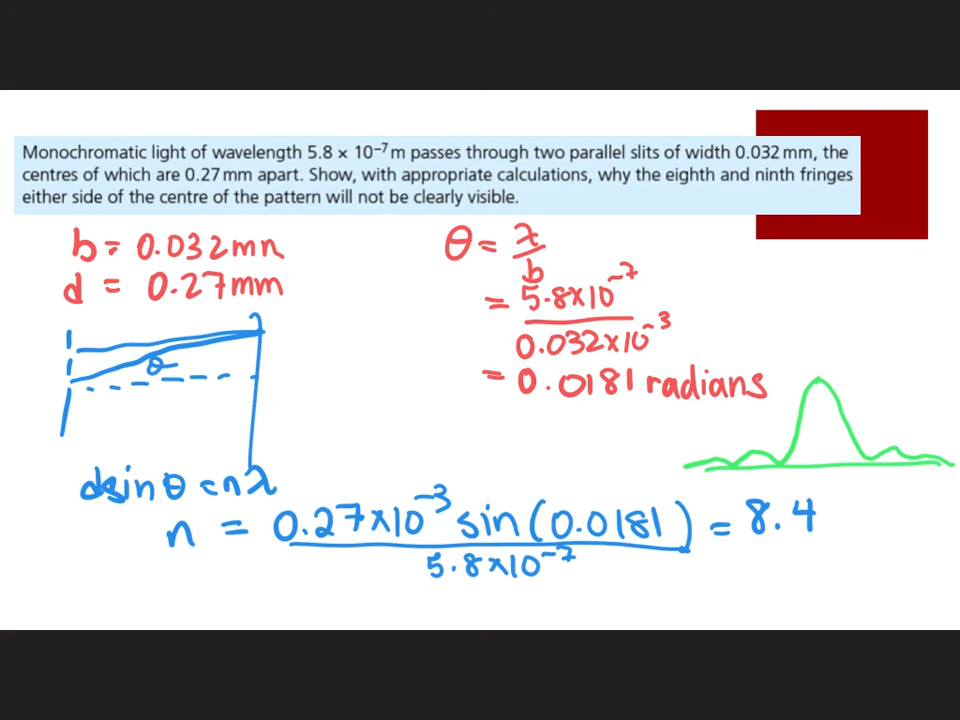 Monochromatic light of wavelength 5.8 × 10⁻⁷ m passes through two parallel slits of width 0.032 mm, the
centres of which are 0.27 mm apart. Show, with appropriate calculations, why the eighth and ninth fringes
either side of the centre of the pattern will not be clearly visible.
b = 0.032mm
d = 0.27mm
θ = λ/b
= 5.8×10⁻⁷ / 0.032×10⁻³
= 0.0181 radians
θ
dsin θ = nλ
n = 0.27×10⁻³ sin(0.0181) / 5.8×10⁻⁷ = 8.4